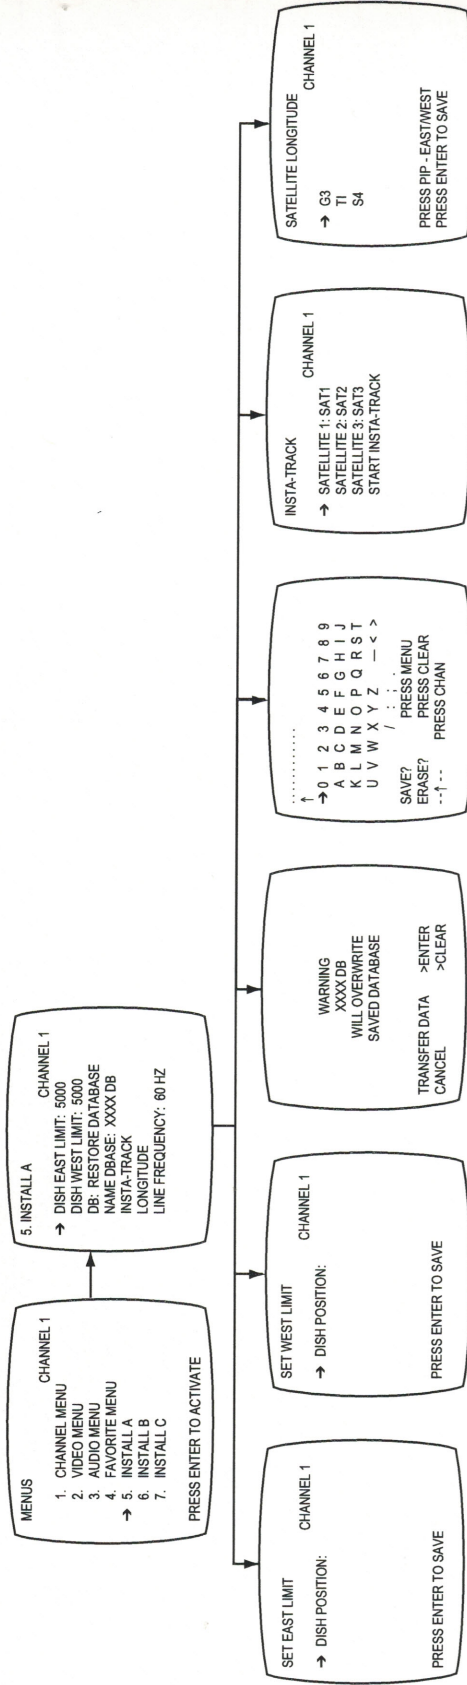 MENUS
CHANNEL 1
1. CHANNEL MENU
2. VIDEO MENU
3. AUDIO MENU
4. FAVORITE MENU
→ 5. INSTALL A
6. INSTALL B
7. INSTALL C
PRESS ENTER TO ACTIVATE
5. INSTALL A
CHANNEL 1
→ DISH EAST LIMIT: 5000
DISH WEST LIMIT: 5000
DB: RESTORE DATABASE
NAME DBASE: XXXX DB
INSTA-TRACK
LONGITUDE
LINE FREQUENCY: 60 HZ
SET EAST LIMIT
CHANNEL 1
→ DISH POSITION:
PRESS ENTER TO SAVE
SET WEST LIMIT
CHANNEL 1
→ DISH POSITION:
PRESS ENTER TO SAVE
WARNING
XXXX DB
WILL OVERWRITE
SAVED DATABASE
TRANSFER DATA >ENTER
CANCEL >CLEAR
.............
↑
→ 0 1 2 3 4 5 6 7 8 9
A B C D E F G H I J
K L M N O P Q R S T
U V W X Y Z — < >
/ : ; .
SAVE? PRESS MENU
ERASE? PRESS CLEAR
--↑-- PRESS CHAN
INSTA-TRACK
CHANNEL 1
→ SATELLITE 1: SAT1
SATELLITE 2: SAT2
SATELLITE 3: SAT3
START INSTA-TRACK
SATELLITE LONGITUDE
CHANNEL 1
→ G3
TI
S4
PRESS PIP - EAST/WEST
PRESS ENTER TO SAVE